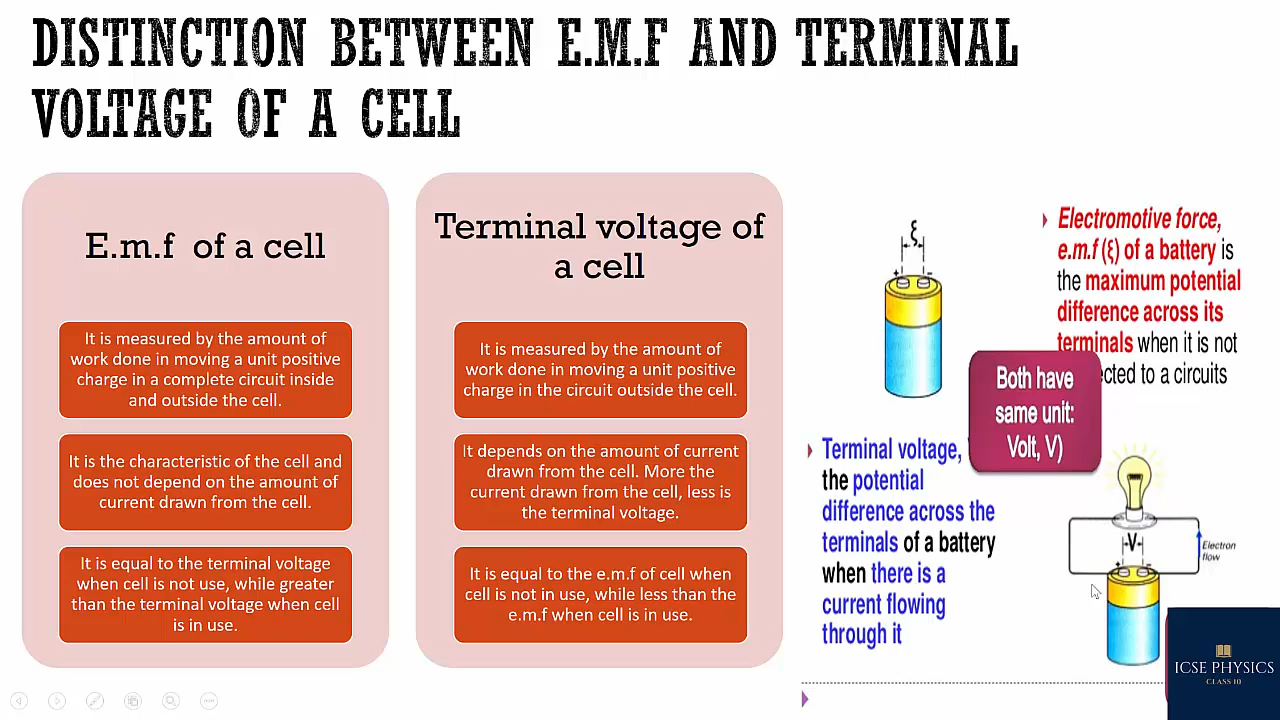 DISTINCTION BETWEEN E.M.F AND TERMINAL
VOLTAGE OF A CELL
E.m.f of a cell
It is measured by the amount of
work done in moving a unit positive
charge in a complete circuit inside
and outside the cell.
It is the characteristic of the cell and
does not depend on the amount of
current drawn from the cell.
It is equal to the terminal voltage
when cell is not use, while greater
than the terminal voltage when cell
is in use.
Terminal voltage of
a cell
It is measured by the amount of
work done in moving a unit positive
charge in the circuit outside the cell.
It depends on the amount of current
drawn from the cell. More the
current drawn from the cell, less is
the terminal voltage.
It is equal to the e.m.f of cell when
cell is not in use, while less than the
e.m.f when cell is in use.
ξ
+ −
Electromotive force,
e.m.f (ξ) of a battery is
the maximum potential
difference across its
terminals when it is not
ected to a circuits
Both have
same unit:
Volt, V)
Terminal voltage,
the potential
difference across the
terminals of a battery
when there is a
current flowing
through it
V
+ −
Electron
flow
ICSE PHYSICS
CLASS 10